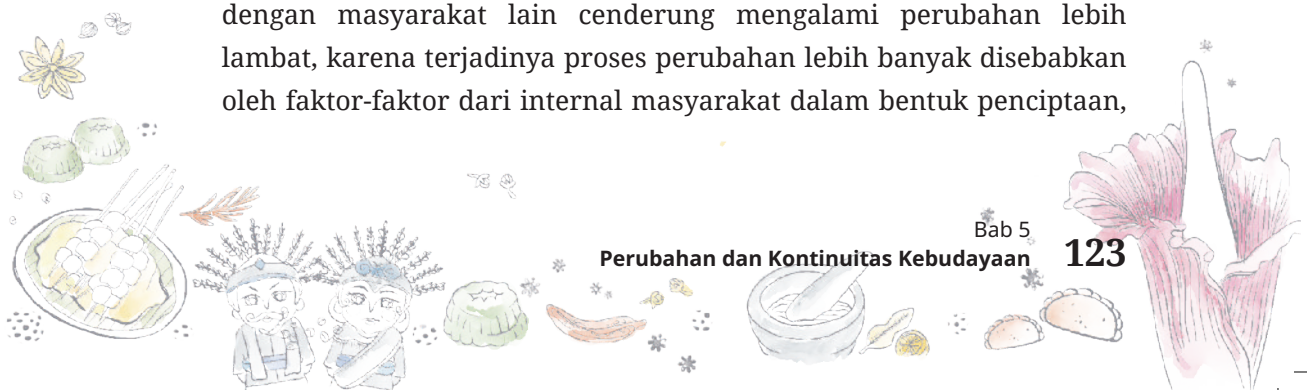 dengan masyarakat lain cenderung mengalami perubahan lebih
lambat, karena terjadinya proses perubahan lebih banyak disebabkan
oleh faktor-faktor dari internal masyarakat dalam bentuk penciptaan,
Bab 5
Perubahan dan Kontinuitas Kebudayaan 123